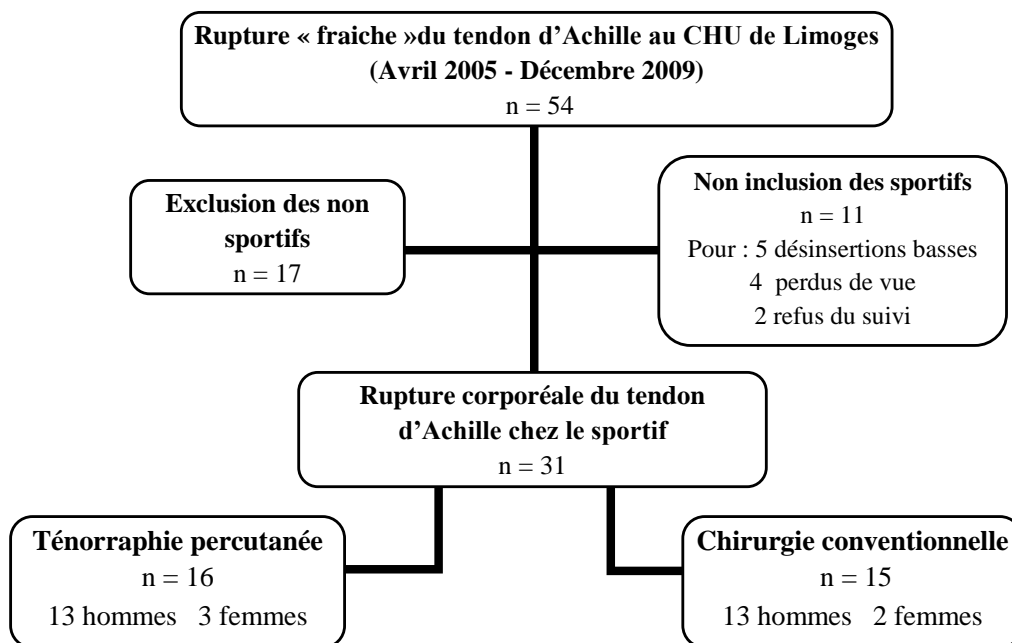 Rupture « fraiche »du tendon d'Achille au CHU de Limoges
(Avril 2005 - Décembre 2009)
n = 54
Exclusion des non
sportifs
n = 17
Non inclusion des sportifs
n = 11
Pour : 5 désinsertions basses
4 perdus de vue
2 refus du suivi
Rupture corporéale du tendon
d'Achille chez le sportif
n = 31
Ténorraphie percutanée
n = 16
13 hommes 3 femmes
Chirurgie conventionnelle
n = 15
13 hommes 2 femmes